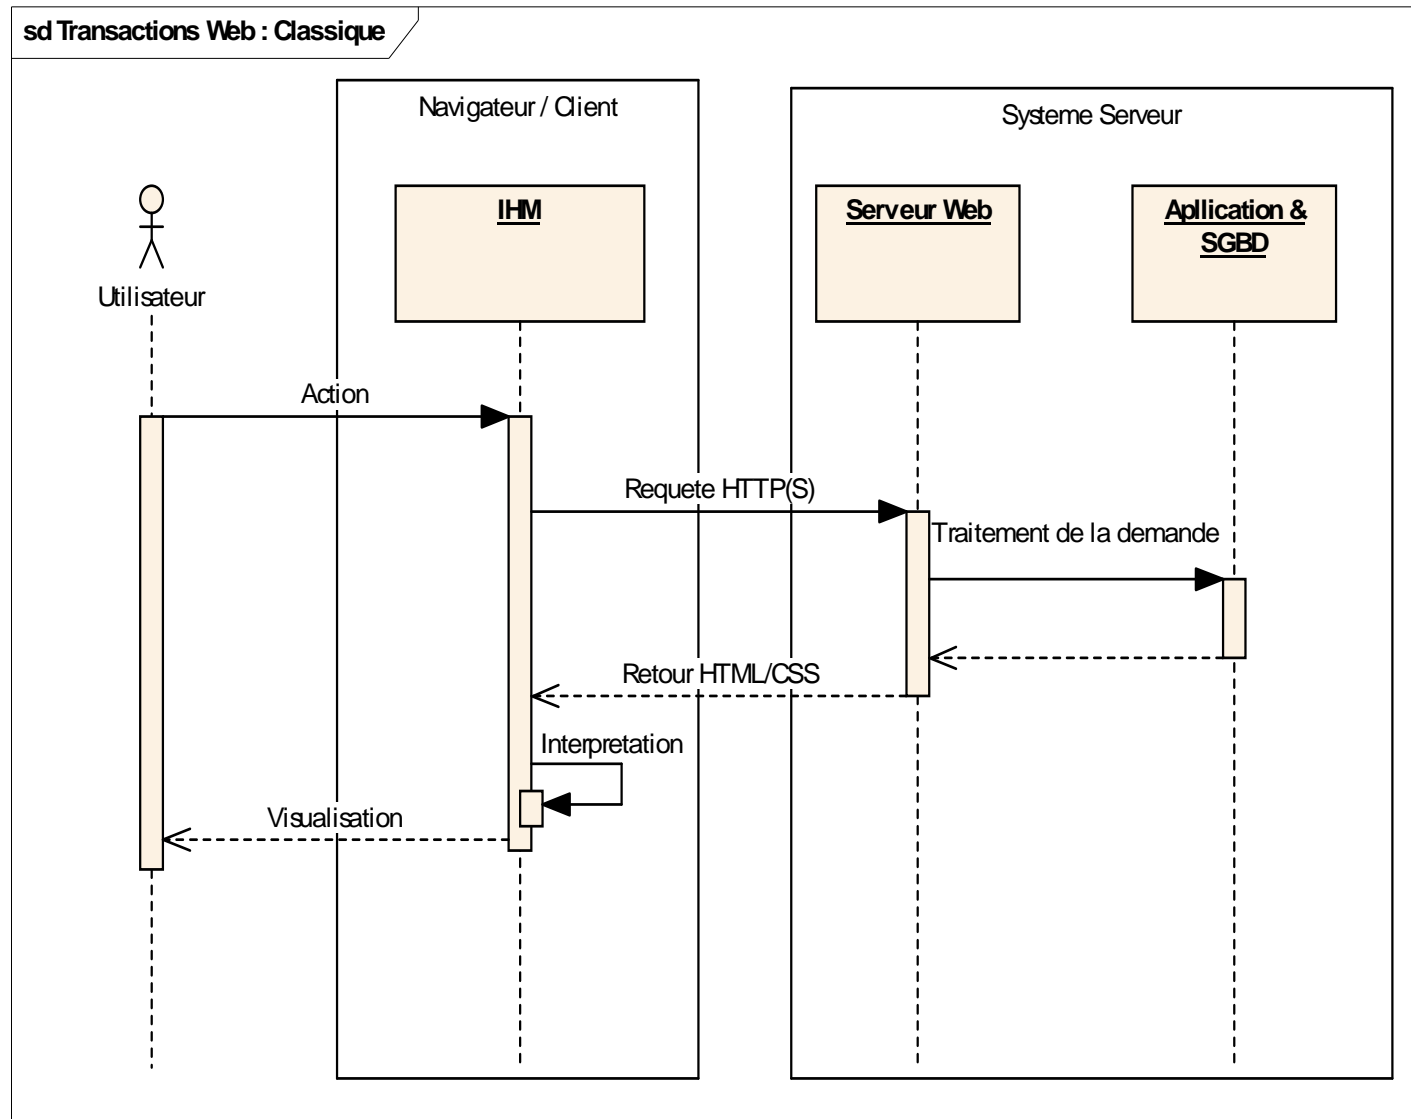 sd Transactions Web : Classique
Navigateur / Client
Systeme Serveur
IHM
Serveur Web
Apllication &
SGBD
Utilisateur
Action
Requete HTTP(S)
Traitement de la demande
Retour HTML/CSS
Interpretation
Visualisation